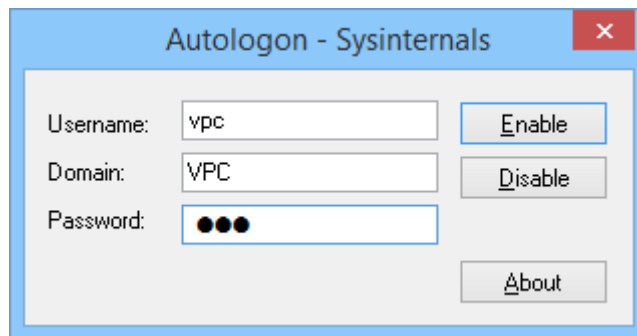 Autologon - Sysinternals
Username: vpc Enable
Domain: VPC Disable
Password: ●●●
About